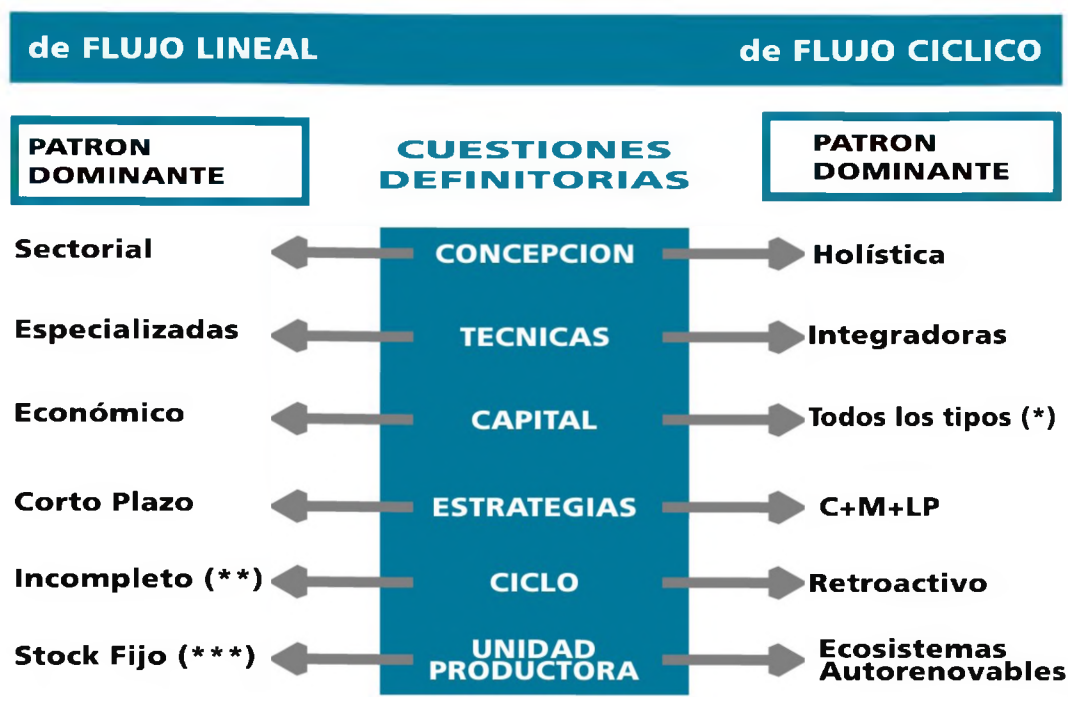 de FLUJO LINEAL
de FLUJO CICLICO
PATRON
DOMINANTE
CUESTIONES
DEFINITORIAS
PATRON
DOMINANTE
Sectorial
CONCEPCION
Holística
Especializadas
TECNICAS
Integradoras
Económico
CAPITAL
Todos los tipos (*)
Corto Plazo
ESTRATEGIAS
C+M+LP
Incompleto (**)
CICLO
Retroactivo
Stock Fijo (***)
UNIDAD
PRODUCTORA
Ecosistemas
Autorenovables